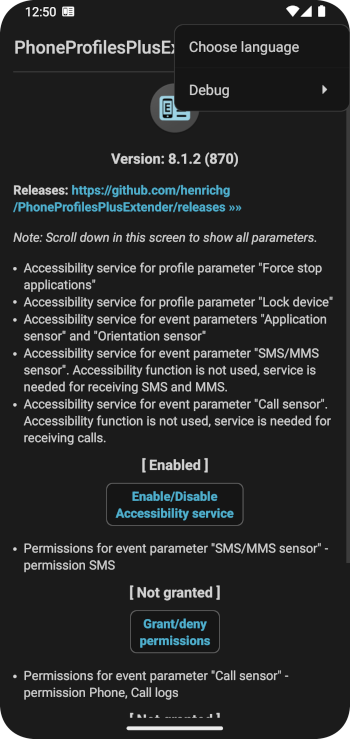 12:50
PhoneProfilesPlusEx
Choose language
Debug
Version: 8.1.2 (870)
Releases: https://github.com/henrichg
/PhoneProfilesPlusExtender/releases »»
Note: Scroll down in this screen to show all parameters.
• Accessibility service for profile parameter "Force stop
applications"
• Accessibility service for profile parameter "Lock device"
• Accessibility service for event parameters "Application
sensor" and "Orientation sensor"
• Accessibility service for event parameter "SMS/MMS
sensor". Accessibility function is not used, service is
needed for receiving SMS and MMS.
• Accessibility service for event parameter "Call sensor".
Accessibility function is not used, service is needed for
receiving calls.
[ Enabled ]
Enable/Disable
Accessibility service
• Permissions for event parameter "SMS/MMS sensor" -
permission SMS
[ Not granted ]
Grant/deny
permissions
• Permissions for event parameter "Call sensor" -
permission Phone, Call logs
[ Not granted ]